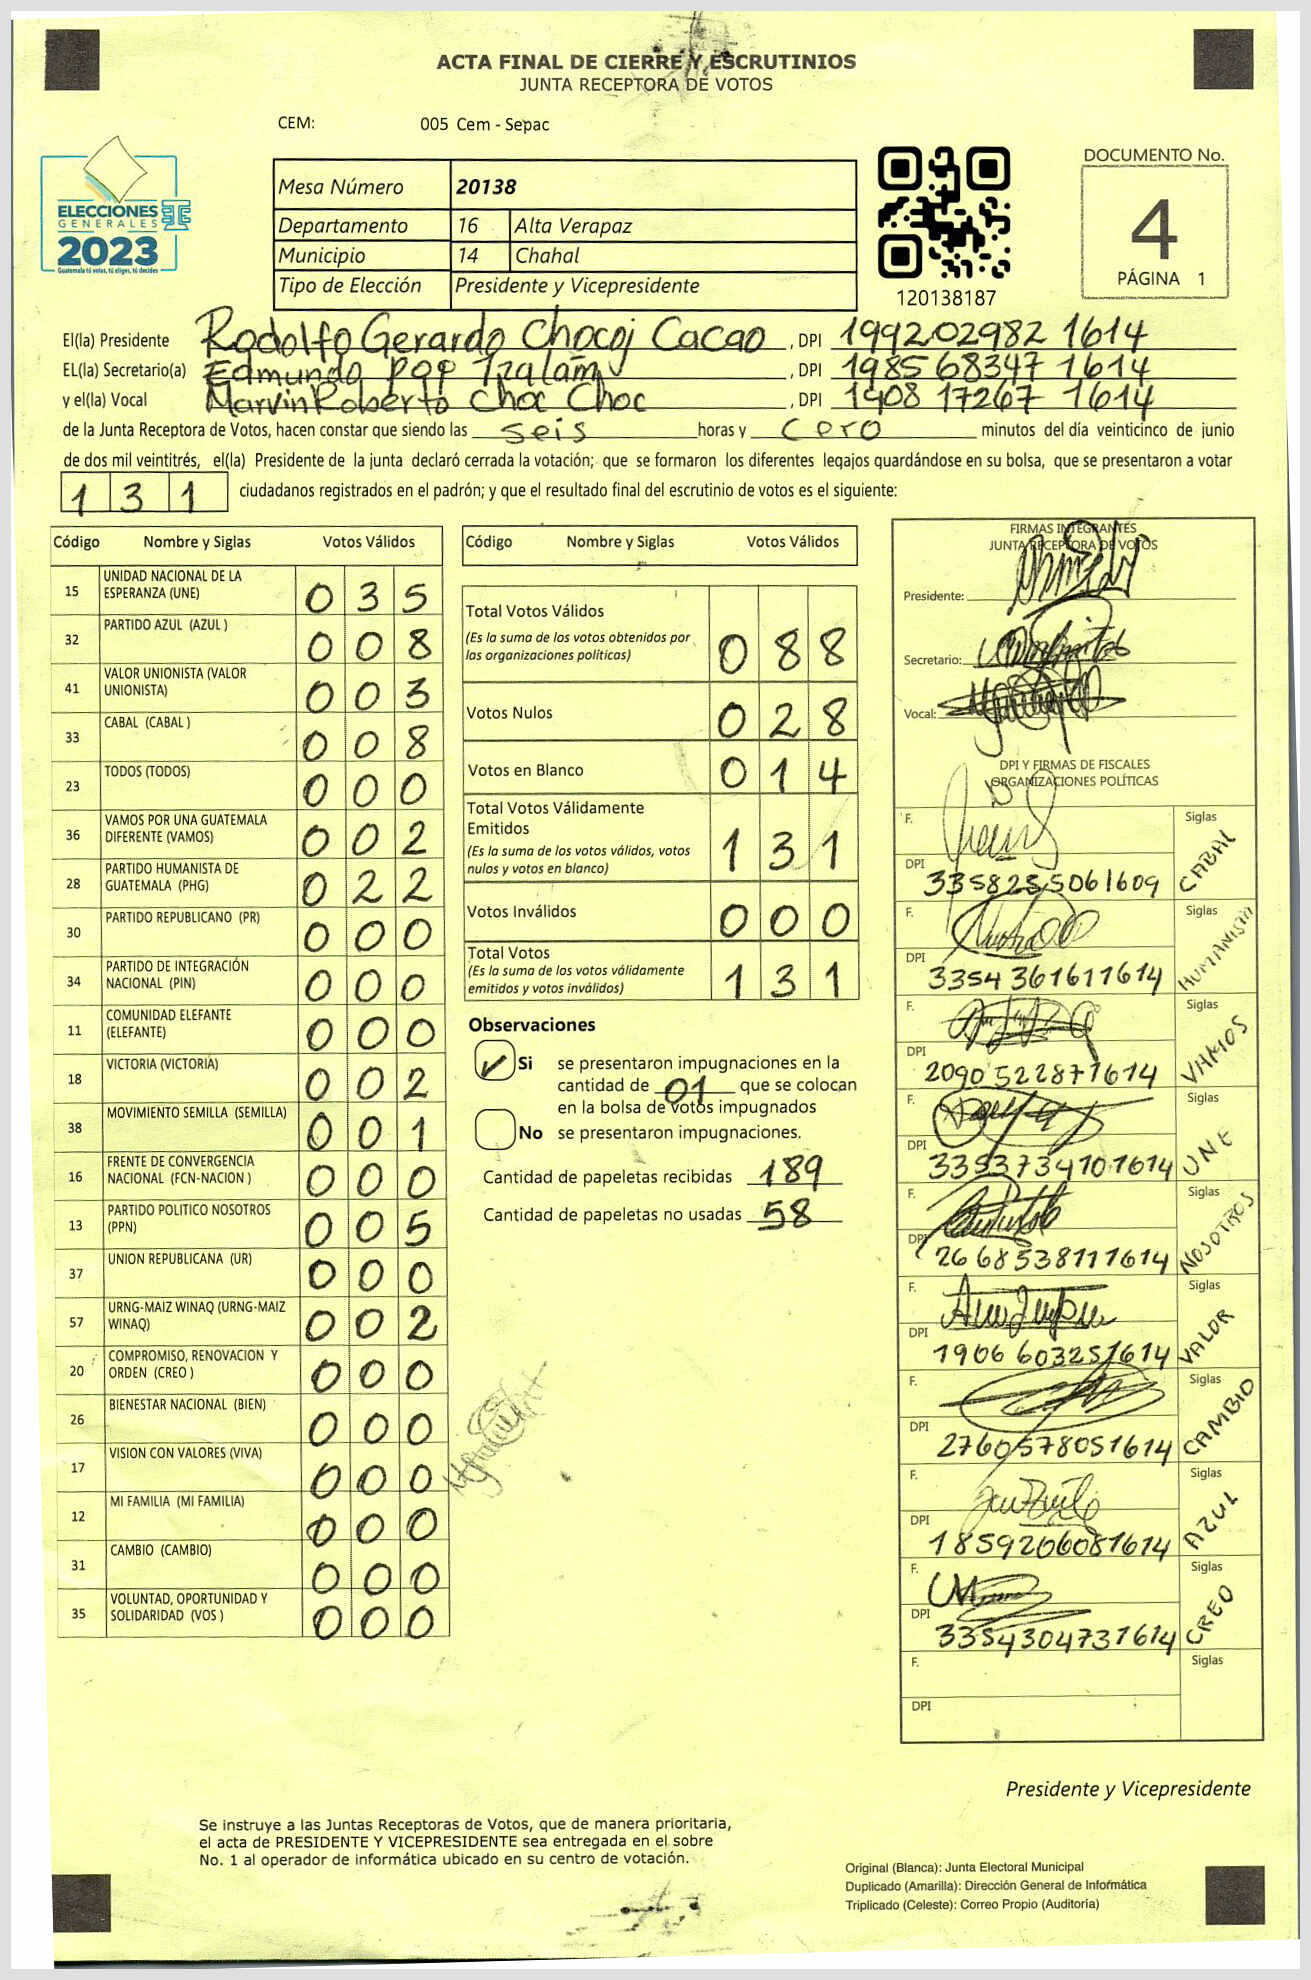 ACTA FINAL DE CIERRE Y ESCRUTINIOS
JUNTA RECEPTORA DE VOTOS
CEM: 005 Cem - Sepac
ELECCIONES
GENERALES
2023
Guatemala tú votas, tú eliges, tú decides
Mesa Número 20138
Departamento 16 Alta Verapaz
Municipio 14 Chahal
Tipo de Elección Presidente y Vicepresidente
120138187
DOCUMENTO No.
4
PÁGINA 1
El(la) Presidente Rodolfo Gerardo Chocoj Cacao, DPI 1992 02982 1614
EL(la) Secretario(a) Edmundo pop Tzalam, DPI 1985 68347 1614
y el(la) Vocal Marvin Roberto Choc Choc, DPI 1908 17267 1614
de la Junta Receptora de Votos, hacen constar que siendo las seis horas y cero minutos del día veinticinco de junio
de dos mil veintitrés, el(la) Presidente de la junta declaró cerrada la votación; que se formaron los diferentes legajos guardándose en su bolsa, que se presentaron a votar
1 3 1 ciudadanos registrados en el padrón; y que el resultado final del escrutinio de votos es el siguiente:
Código Nombre y Siglas Votos Válidos
15 UNIDAD NACIONAL DE LA ESPERANZA (UNE) 0 3 5
32 PARTIDO AZUL (AZUL ) 0 0 8
41 VALOR UNIONISTA (VALOR UNIONISTA) 0 0 3
33 CABAL (CABAL ) 0 0 8
23 TODOS (TODOS) 0 0 0
36 VAMOS POR UNA GUATEMALA DIFERENTE (VAMOS) 0 0 2
28 PARTIDO HUMANISTA DE GUATEMALA (PHG) 0 2 2
30 PARTIDO REPUBLICANO (PR) 0 0 0
34 PARTIDO DE INTEGRACIÓN NACIONAL (PIN) 0 0 0
11 COMUNIDAD ELEFANTE (ELEFANTE) 0 0 0
18 VICTORIA (VICTORIA) 0 0 2
38 MOVIMIENTO SEMILLA (SEMILLA) 0 0 1
16 FRENTE DE CONVERGENCIA NACIONAL (FCN-NACION ) 0 0 0
13 PARTIDO POLITICO NOSOTROS (PPN) 0 0 5
37 UNION REPUBLICANA (UR) 0 0 0
57 URNG-MAIZ WINAQ (URNG-MAIZ WINAQ) 0 0 2
20 COMPROMISO, RENOVACION Y ORDEN (CREO ) 0 0 0
26 BIENESTAR NACIONAL (BIEN) 0 0 0
17 VISION CON VALORES (VIVA) 0 0 0
12 MI FAMILIA (MI FAMILIA) 0 0 0
31 CAMBIO (CAMBIO) 0 0 0
35 VOLUNTAD, OPORTUNIDAD Y SOLIDARIDAD (VOS ) 0 0 0
Código Nombre y Siglas Votos Válidos
Total Votos Válidos 0 8 8
(Es la suma de los votos obtenidos por
las organizaciones políticas)
Votos Nulos 0 2 8
Votos en Blanco 0 1 4
Total Votos Válidamente
Emitidos 1 3 1
(Es la suma de los votos válidos, votos
nulos y votos en blanco)
Votos Inválidos 0 0 0
Total Votos 1 3 1
(Es la suma de los votos válidamente
emitidos y votos inválidos)
Observaciones
Si se presentaron impugnaciones en la
cantidad de 01 que se colocan
en la bolsa de votos impugnados
No se presentaron impugnaciones.
Cantidad de papeletas recibidas 189
Cantidad de papeletas no usadas 58
FIRMAS INTEGRANTES
JUNTA RECEPTORA DE VOTOS
Presidente:
Secretario:
Vocal:
DPI Y FIRMAS DE FISCALES
ORGANIZACIONES POLÍTICAS
F. Siglas CABAL
DPI 3358235061609
F. Siglas HUMANISTA
DPI 3354361611614
F. Siglas VAMOS
DPI 2090522871614
F. Siglas UNE
DPI 3353734101614
F. Siglas NOSOTROS
DPI 2668538111614
F. Siglas VALOR
DPI 1906603251614
F. Siglas CAMBIO
DPI 2760578051614
F. Siglas AZUL
DPI 1859206081614
F. Siglas CREO
DPI 3354304731614
F. Siglas
DPI
Presidente y Vicepresidente
Se instruye a las Juntas Receptoras de Votos, que de manera prioritaria,
el acta de PRESIDENTE Y VICEPRESIDENTE sea entregada en el sobre
No. 1 al operador de informática ubicado en su centro de votación.
Original (Blanca): Junta Electoral Municipal
Duplicado (Amarilla): Dirección General de Informática
Triplicado (Celeste): Correo Propio (Auditoría)